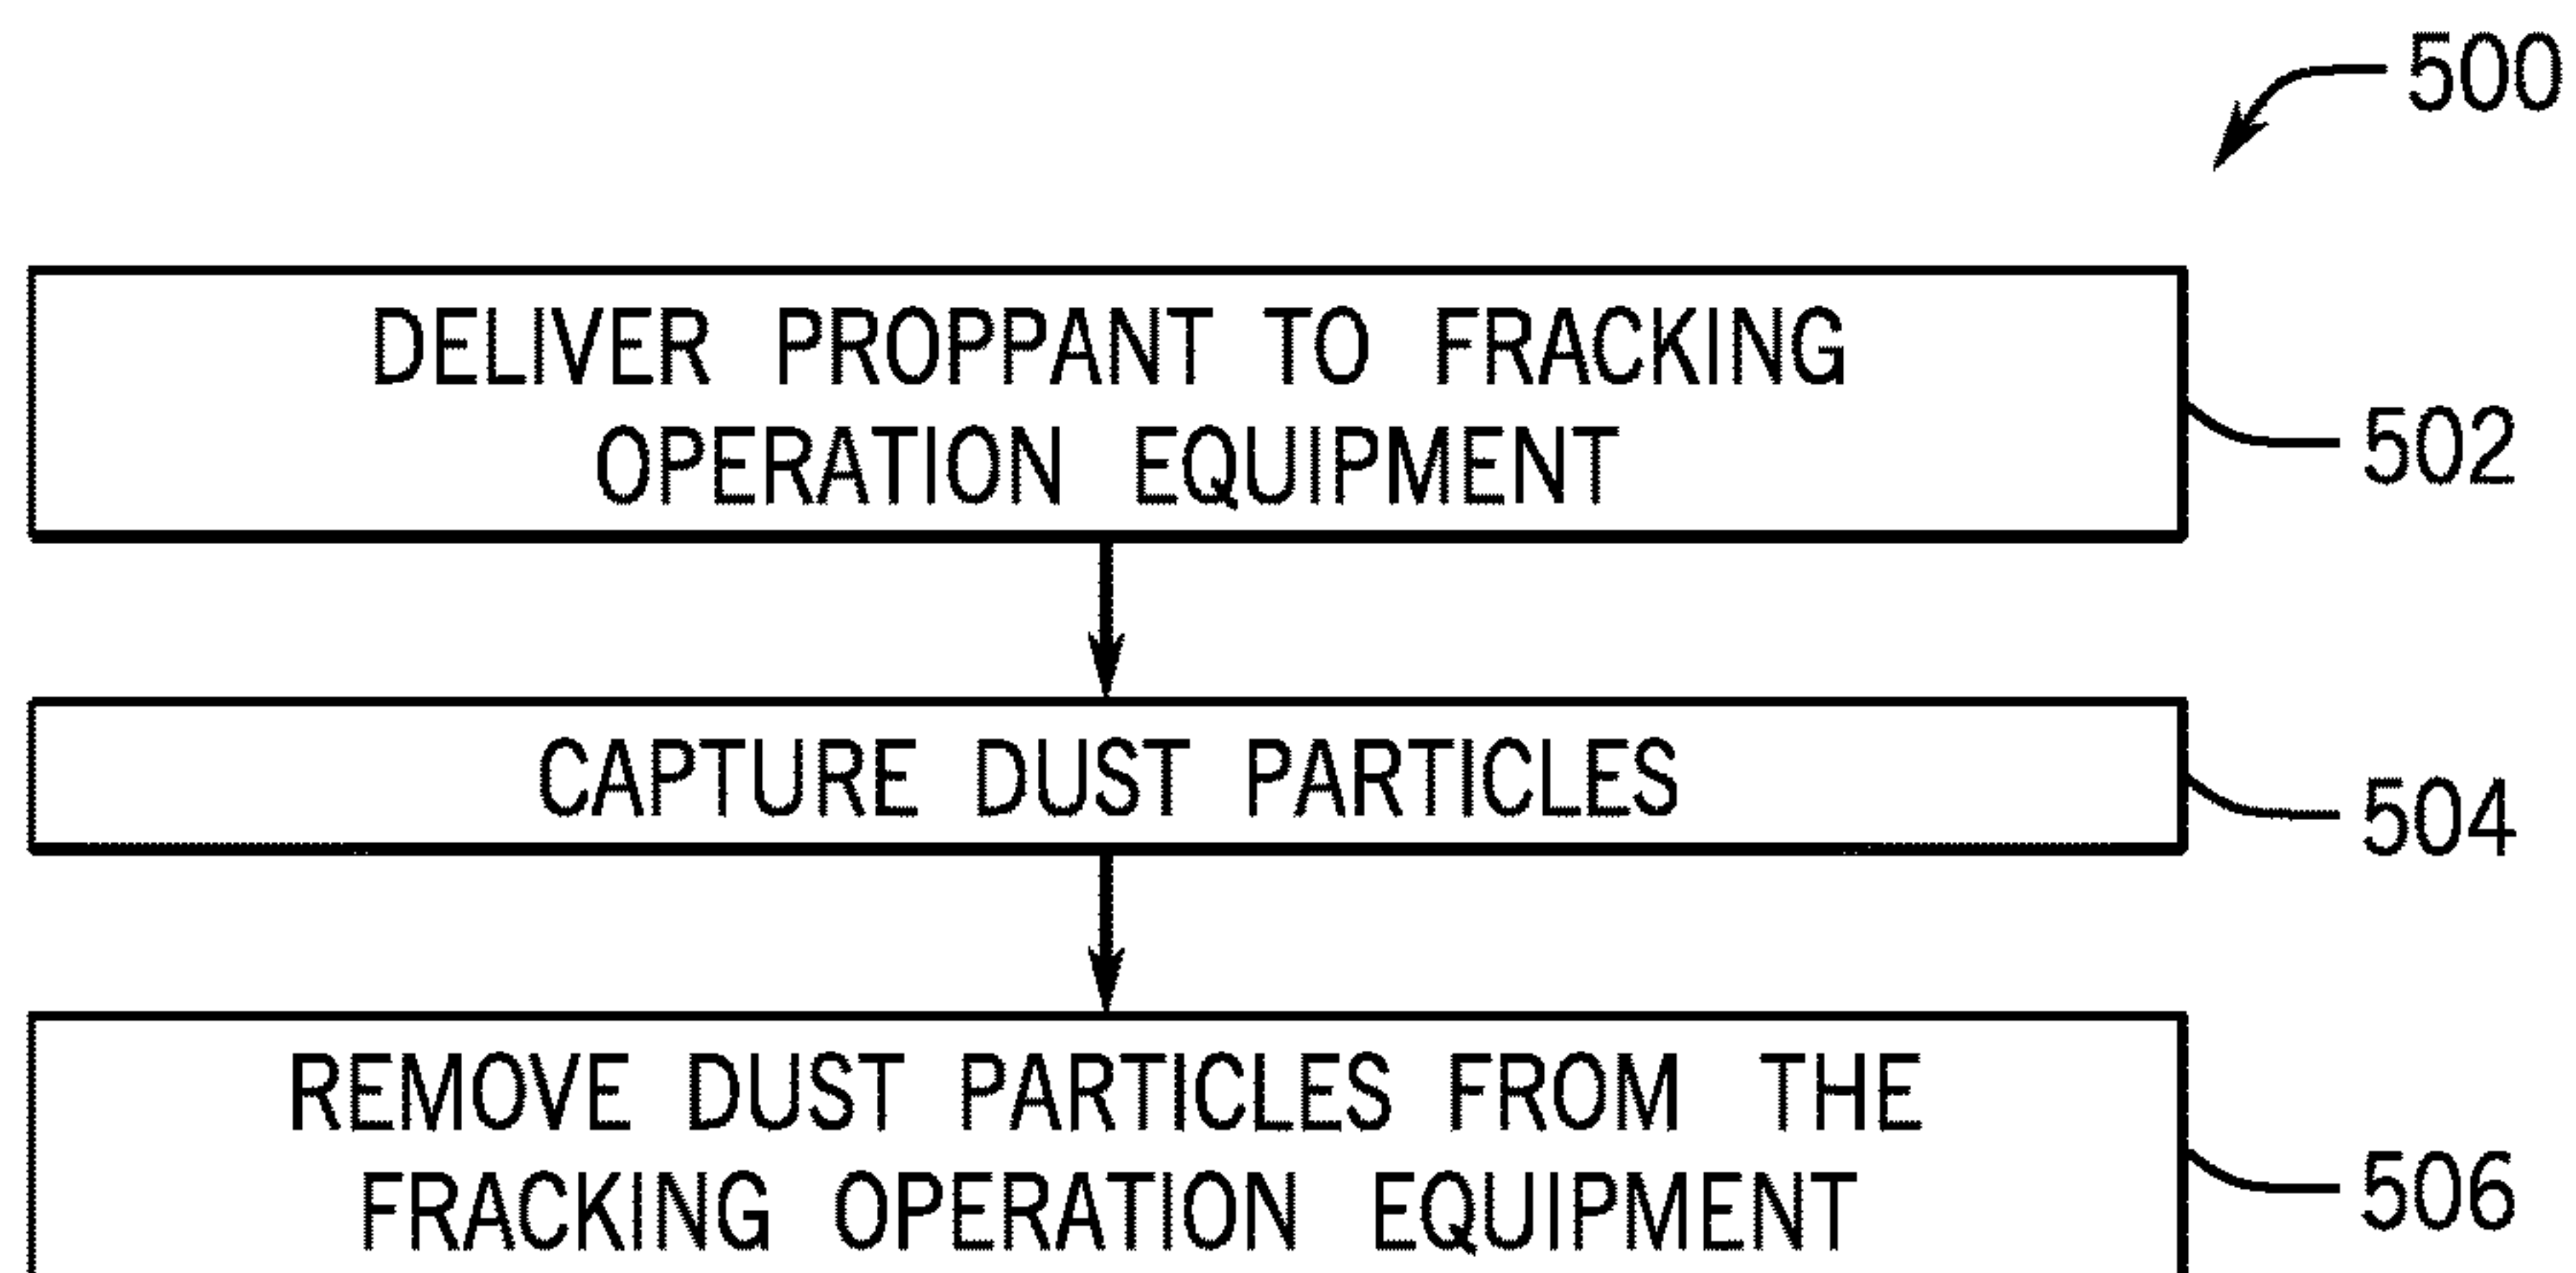 500
DELIVER PROPPANT TO FRACKING
OPERATION EQUIPMENT
502
CAPTURE DUST PARTICLES
504
REMOVE DUST PARTICLES FROM THE
FRACKING OPERATION EQUIPMENT
506